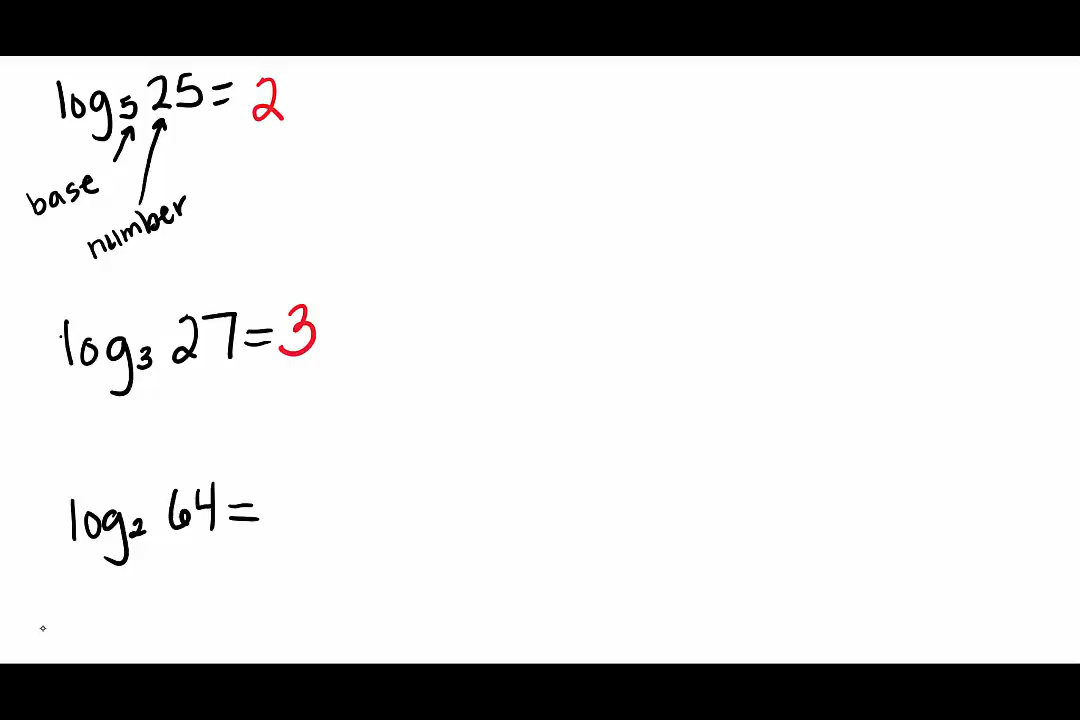 log₅ 25 = 2
base
number
log₃ 27 = 3
log₂ 64 =